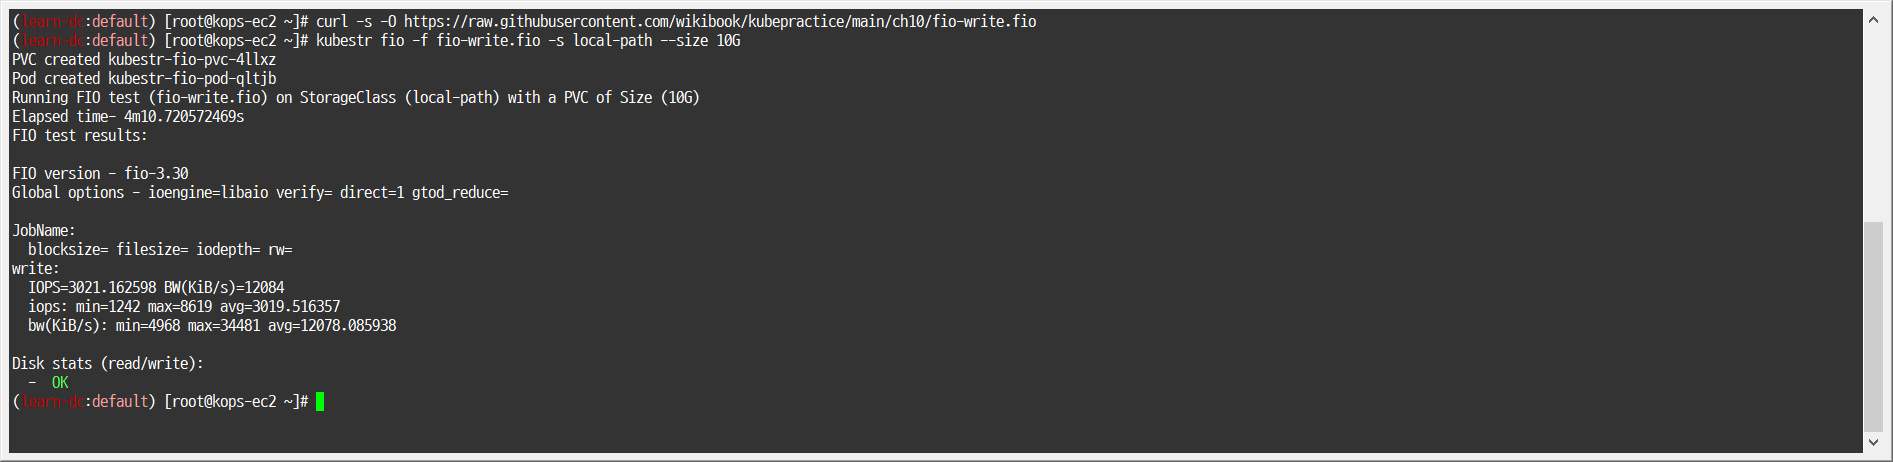 (learn-dc:default) [root@kops-ec2 ~]# curl -s -O https://raw.githubusercontent.com/wikibook/kubepractice/main/ch10/fio-write.fio
(learn-dc:default) [root@kops-ec2 ~]# kubestr fio -f fio-write.fio -s local-path --size 10G
PVC created kubestr-fio-pvc-4llxz
Pod created kubestr-fio-pod-qltjb
Running FIO test (fio-write.fio) on StorageClass (local-path) with a PVC of Size (10G)
Elapsed time- 4m10.720572469s
FIO test results:
FIO version - fio-3.30
Global options - ioengine=libaio verify= direct=1 gtod_reduce=
JobName:
blocksize= filesize= iodepth= rw=
write:
IOPS=3021.162598 BW(KiB/s)=12084
iops: min=1242 max=8619 avg=3019.516357
bw(KiB/s): min=4968 max=34481 avg=12078.085938
Disk stats (read/write):
- OK
(learn-dc:default) [root@kops-ec2 ~]#